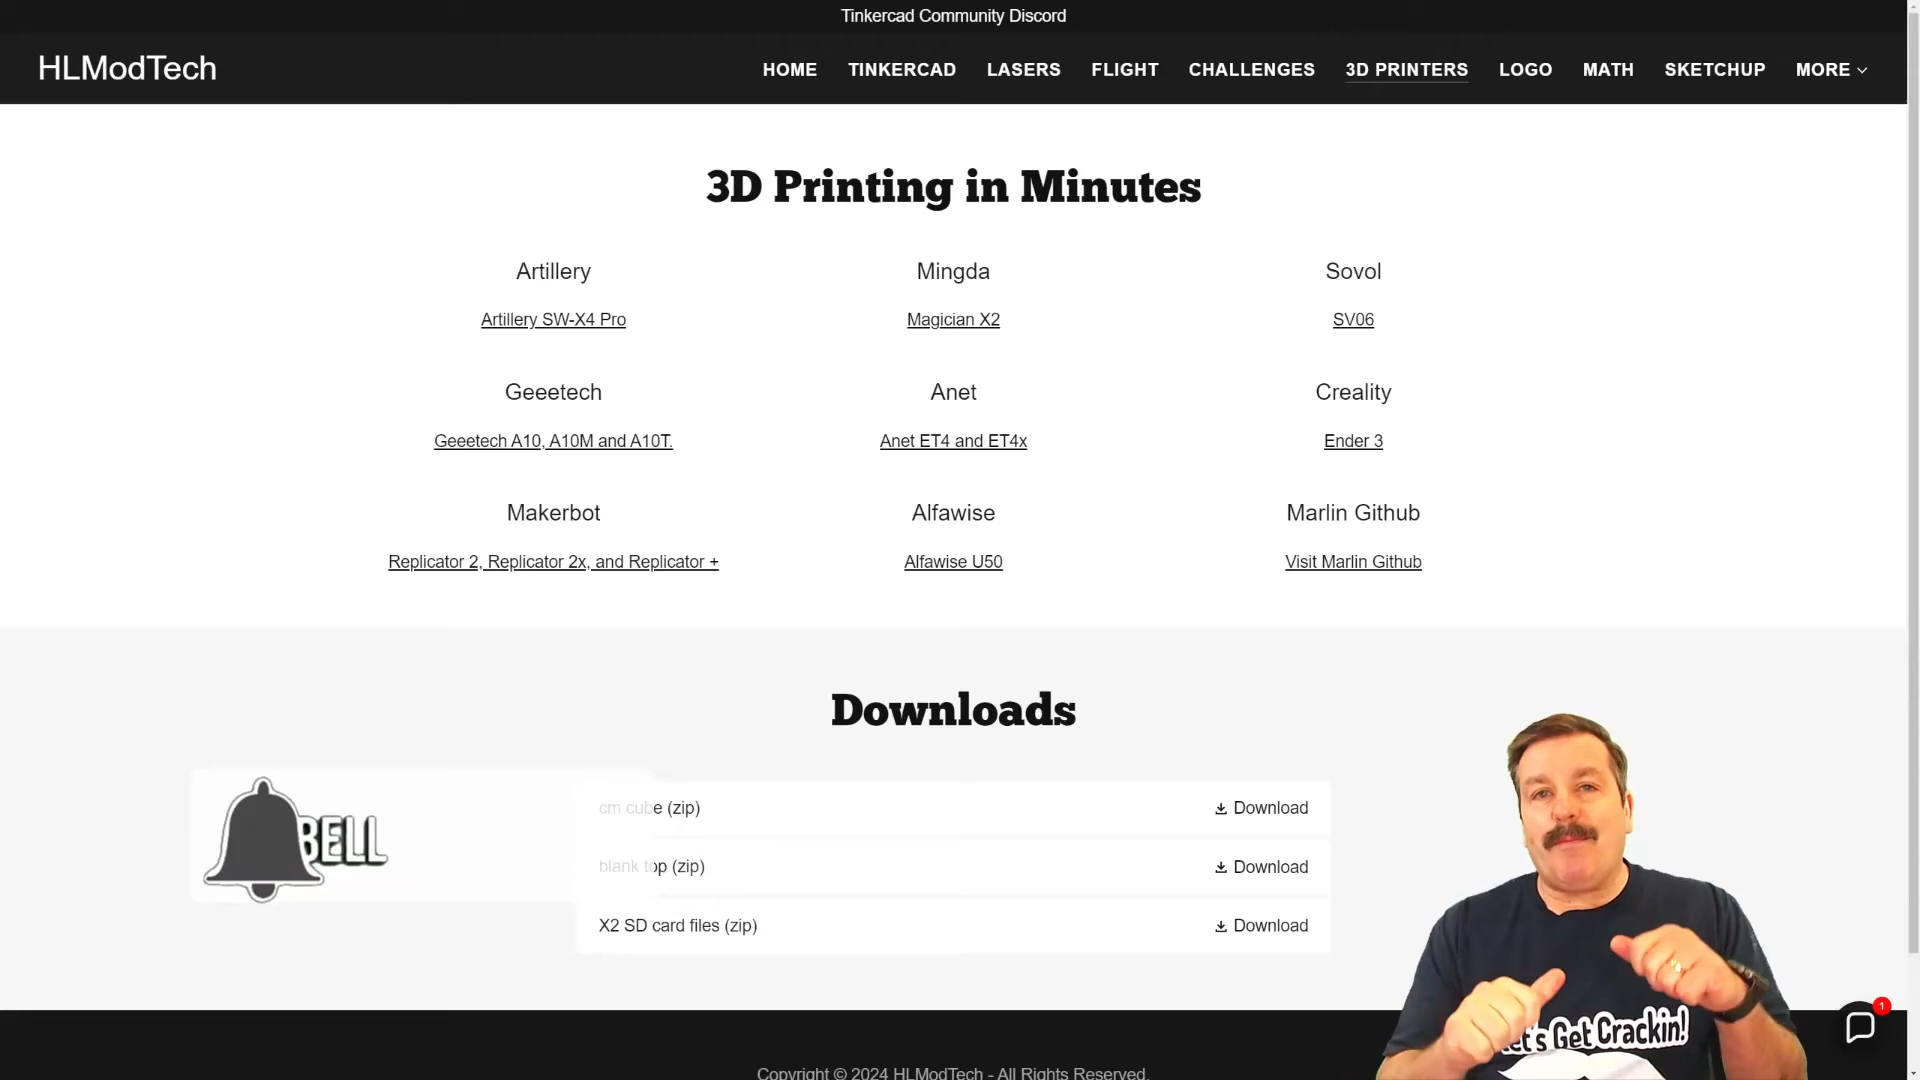 Tinkercad Community Discord
HLModTech
HOME TINKERCAD LASERS FLIGHT CHALLENGES 3D PRINTERS LOGO MATH SKETCHUP MORE
3D Printing in Minutes
Artillery Mingda Sovol
Artillery SW-X4 Pro Magician X2 SV06
Geeetech Anet Creality
Geeetech A10, A10M and A10T. Anet ET4 and ET4x Ender 3
Makerbot Alfawise Marlin Github
Replicator 2, Replicator 2x, and Replicator + Alfawise U50 Visit Marlin Github
Downloads
cm cube (zip) Download
BELL
blank top (zip) Download
X2 SD card files (zip) Download
1
Let's Get Crackin!
Copyright © 2024 HLModTech - All Rights Reserved.